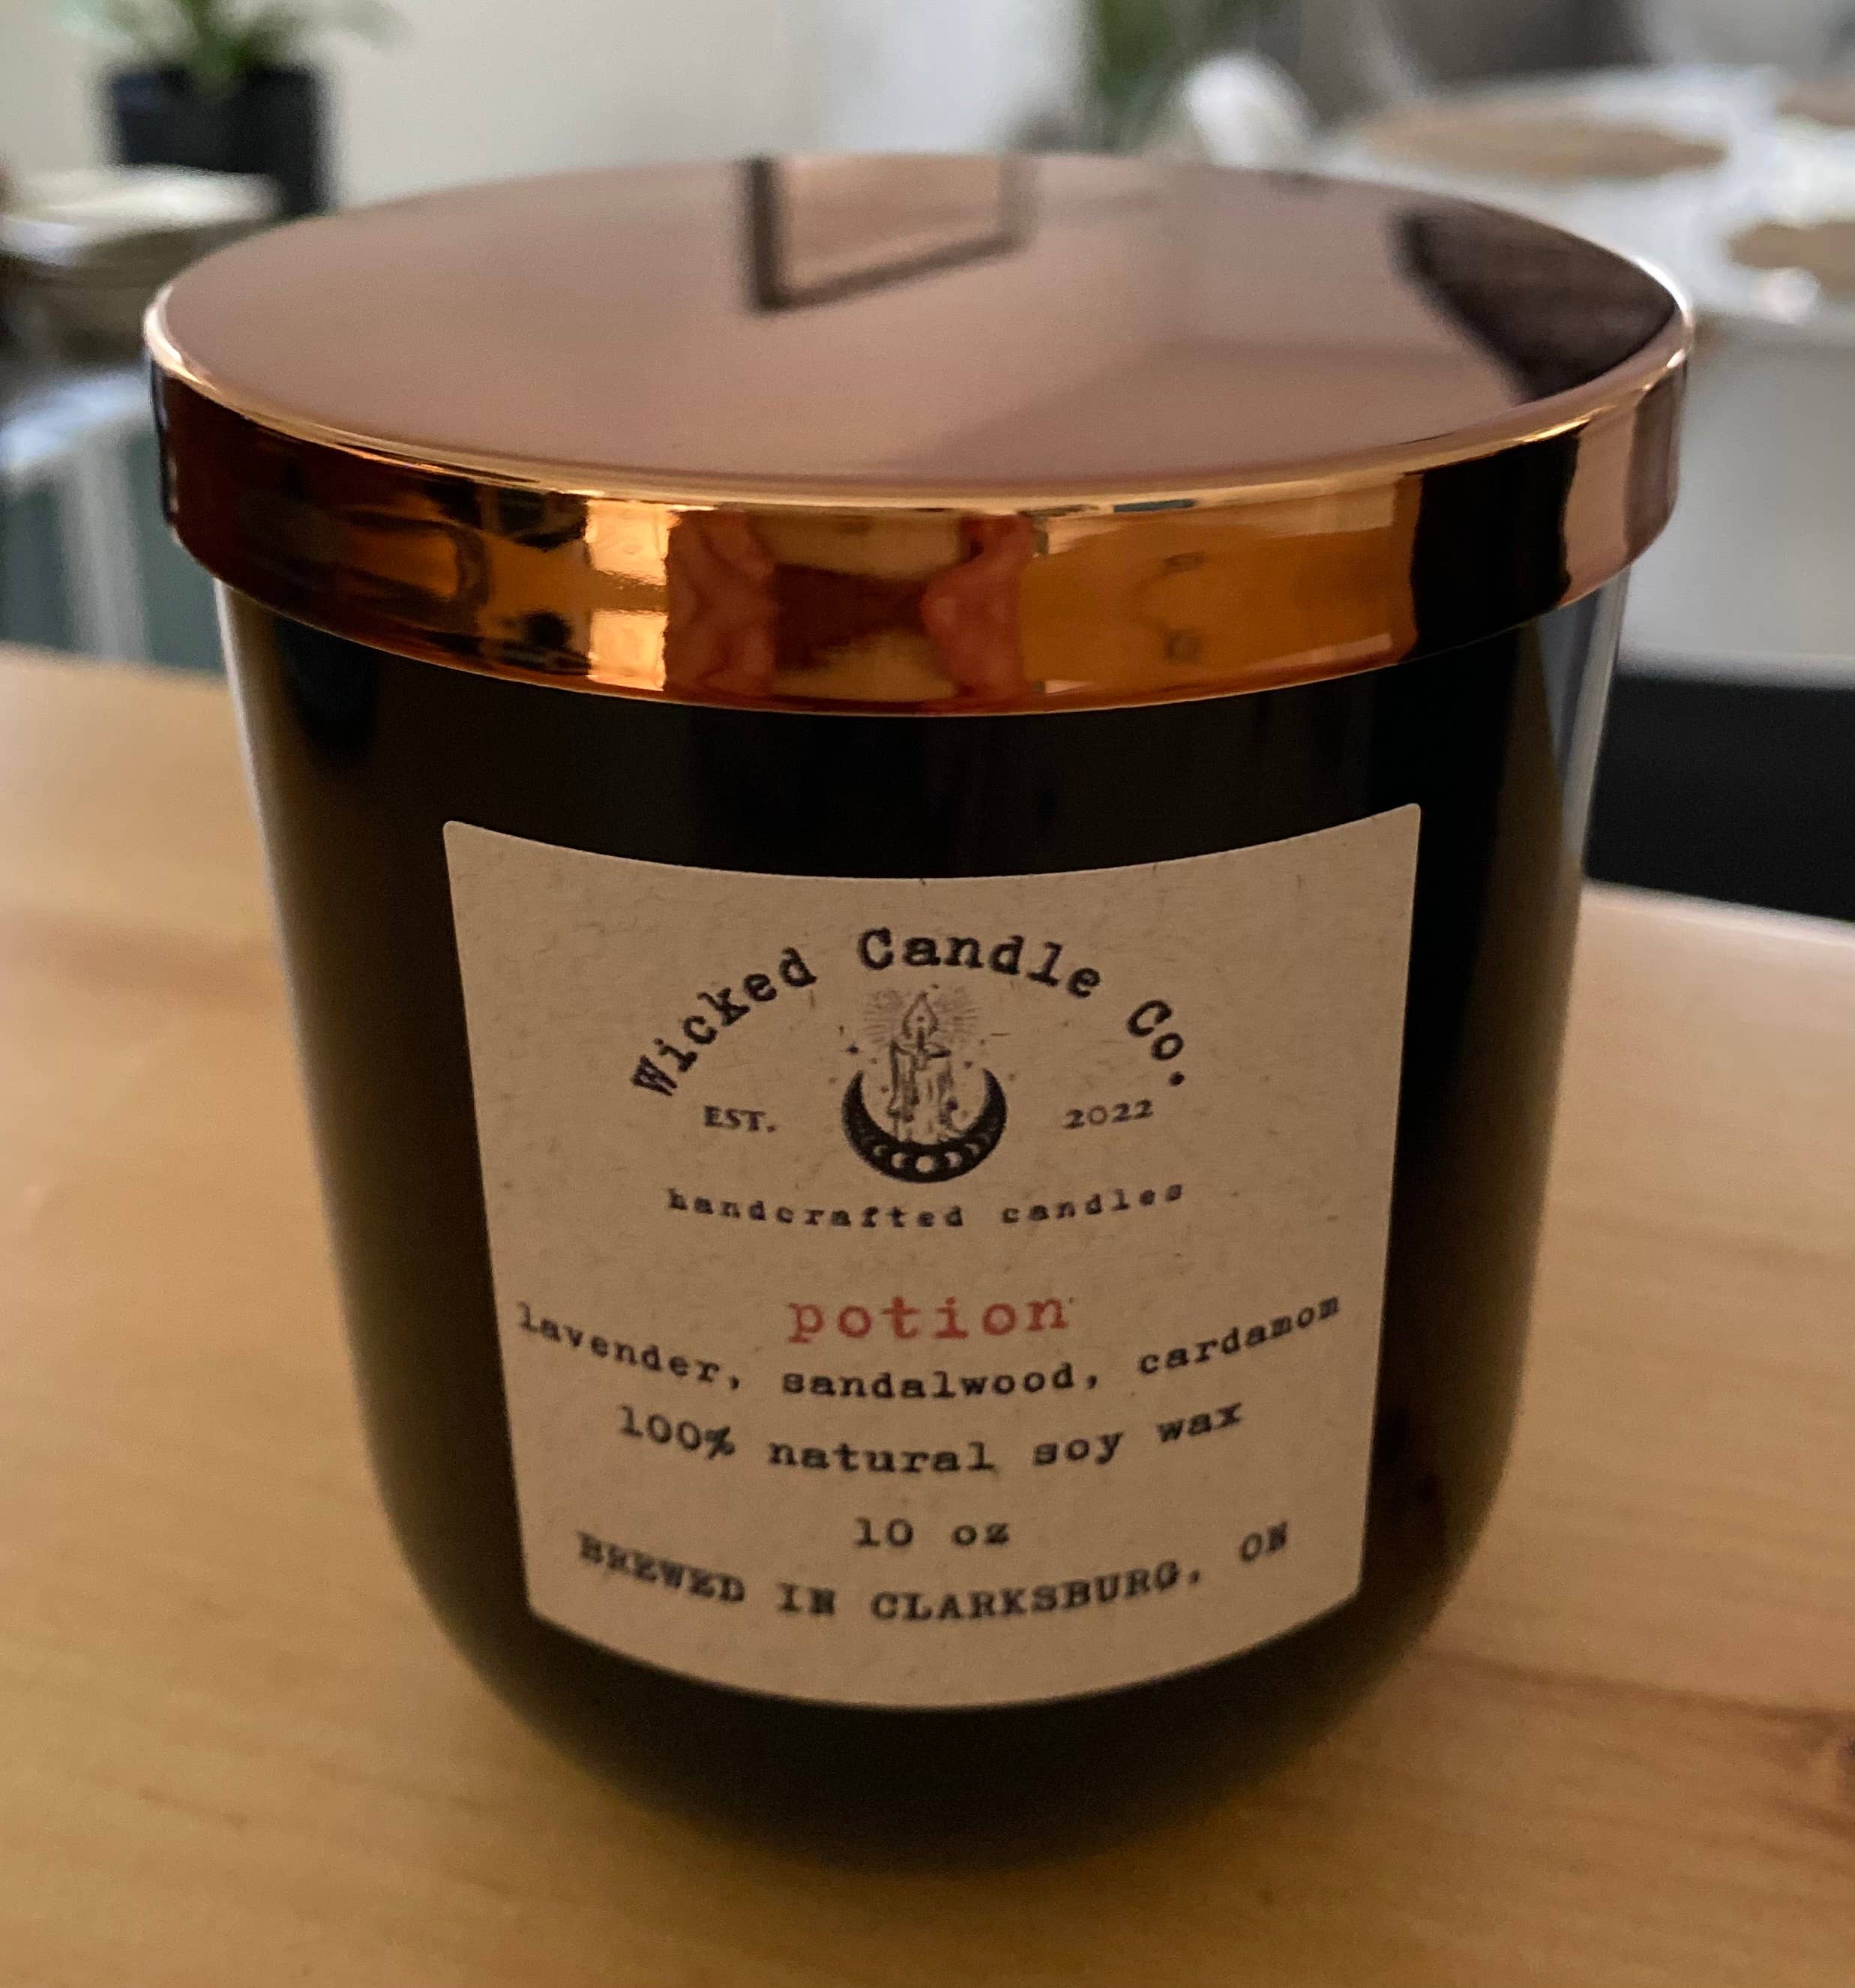 Wicked Candle Co.
EST. 2022
handcrafted candles
potion
lavender, sandalwood, cardamom
100% natural soy wax
10 oz
BREWED IN CLARKSBURG, ON